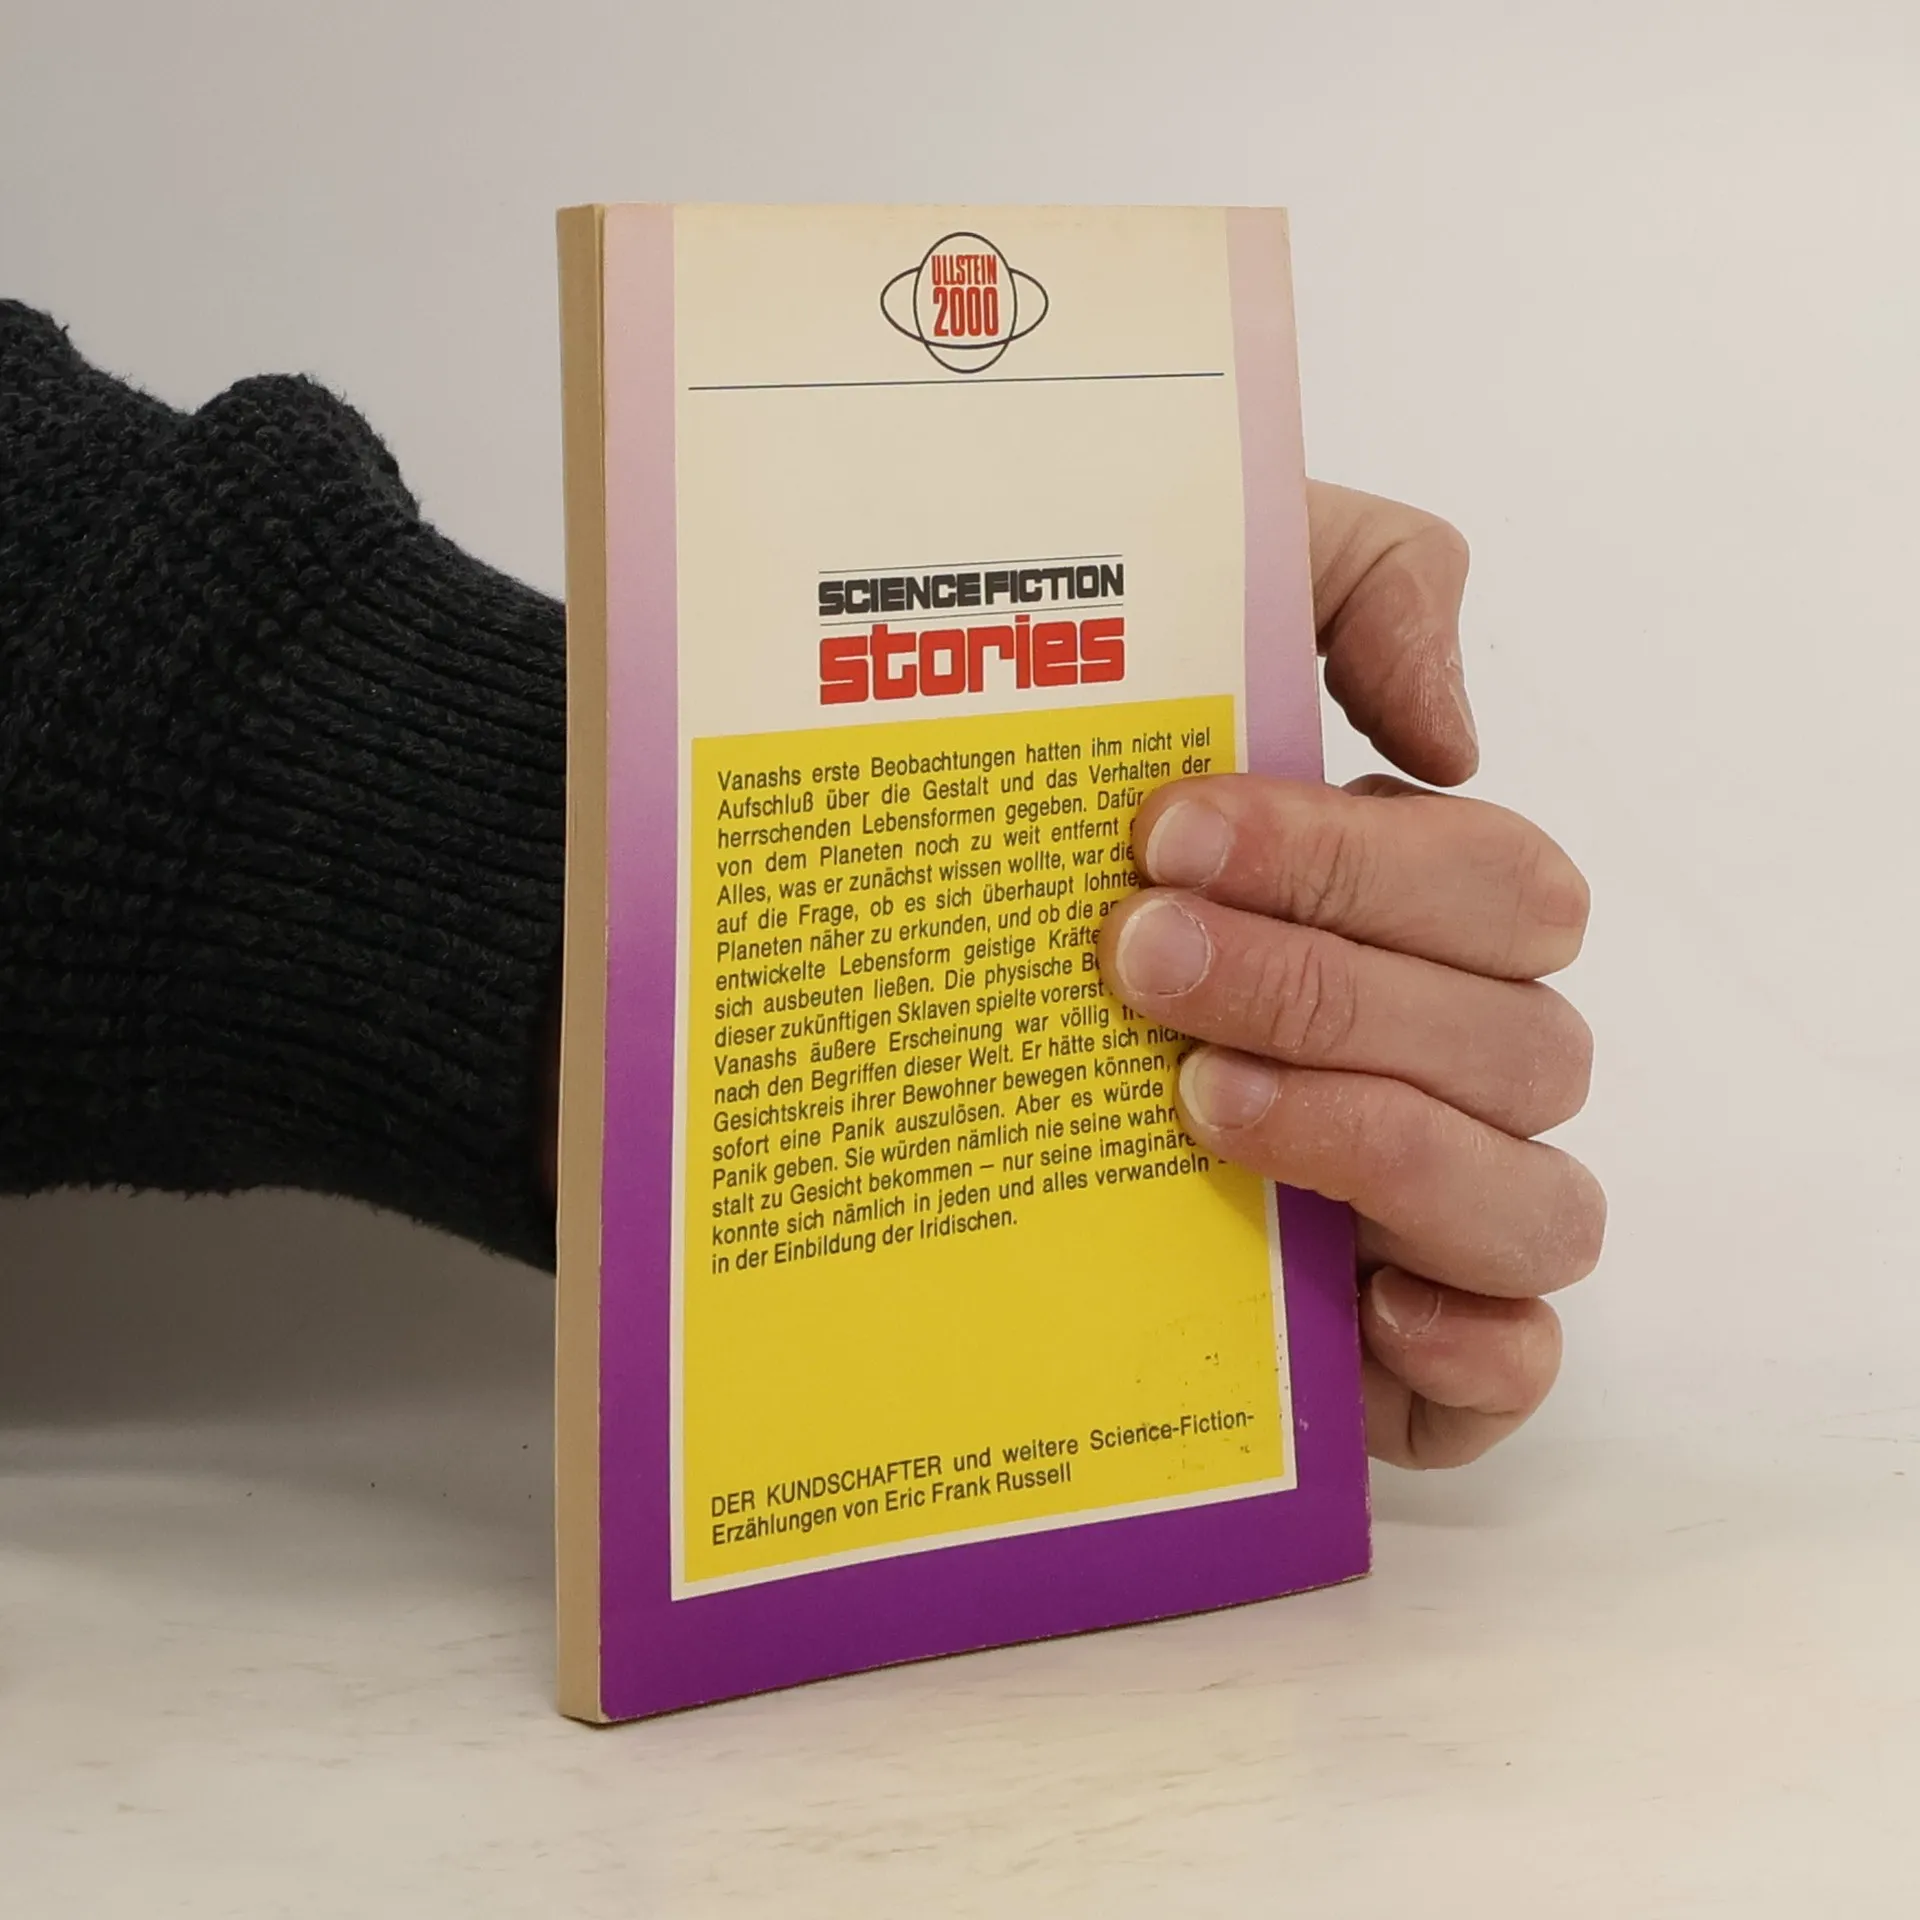 ULLSTEIN
2000
SCIENCE FICTION
stories
Vanashs erste Beobachtungen hatten ihm nicht viel
Aufschluß über die Gestalt und das Verhalten der
herrschenden Lebensformen gegeben. Dafür
von dem Planeten noch zu weit entfernt
Alles, was er zunächst wissen wollte, war die
auf die Frage, ob es sich überhaupt lohnte,
Planeten näher zu erkunden, und ob die
entwickelte Lebensform geistige Kräfte
sich ausbeuten ließen. Die physische
dieser zukünftigen Sklaven spielte vorerst
Vanashs äußere Erscheinung war völlig
nach den Begriffen dieser Welt. Er hätte sich
Gesichtskreis ihrer Bewohner bewegen können,
sofort eine Panik auszulösen. Aber es würde
Panik geben. Sie würden nämlich nie seine
stalt zu Gesicht bekommen – nur seine imaginäre
konnte sich nämlich in jeden und alles verwandeln –
in der Einbildung der Iridischen.
DER KUNDSCHAFTER und weitere Science-Fiction-
Erzählungen von Eric Frank Russell